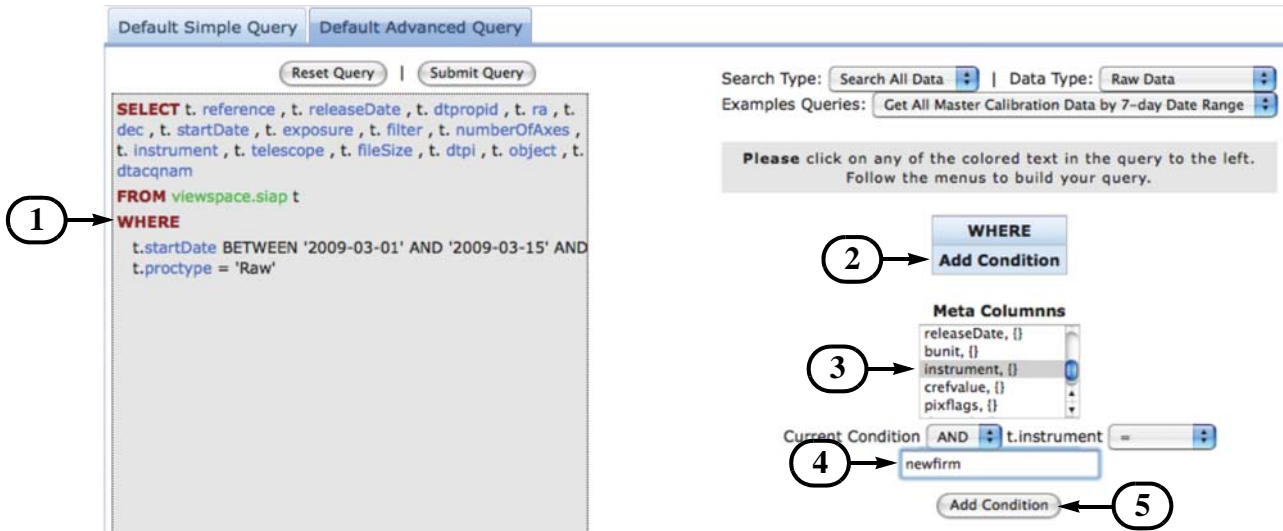 Default Simple Query
Default Advanced Query
Reset Query | Submit Query
SELECT t. reference , t. releaseDate , t. dtpropid , t. ra , t.
dec , t. startDate , t. exposure , t. filter , t. numberOfAxes ,
t. instrument , t. telescope , t. fileSize , t. dtpi , t. object , t.
dtacqnam
FROM viewspace.siap t
1
WHERE
t.startDate BETWEEN '2009-03-01' AND '2009-03-15' AND
t.proctype = 'Raw'
Search Type: Search All Data | Data Type: Raw Data
Examples Queries: Get All Master Calibration Data by 7-day Date Range
Please click on any of the colored text in the query to the left.
Follow the menus to build your query.
WHERE
2
Add Condition
Meta Columnns
releaseDate, {}
bunit, {}
3
instrument, {}
crefvalue, {}
pixflags, {}
Current Condition AND t.instrument =
4
newfirm
Add Condition
5